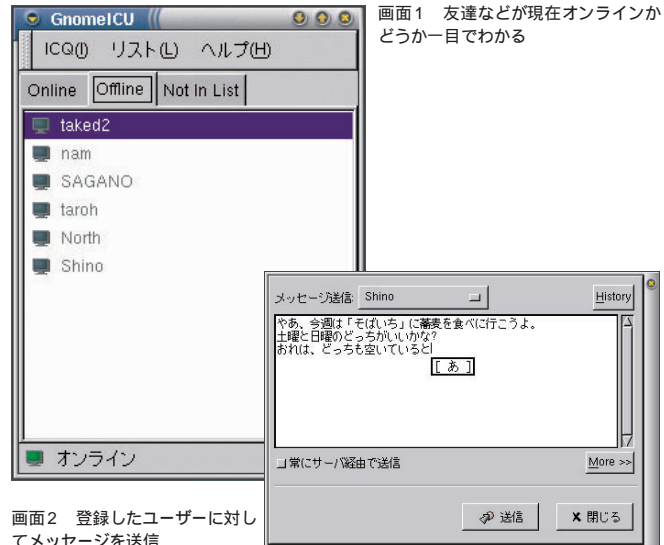 GnomeICU
ICQ(I) リスト(L) ヘルプ(H)
Online Offline Not In List
taked2
nam
SAGANO
taroh
North
Shino
オンライン
画面1 友達などが現在オンラインか
どうか一目でわかる
メッセージ送信: Shino History
やあ、今週は「そばいち」に蕎麦を食べに行こうよ。
土曜と日曜のどっちがいいかな?
おれは、どっちも空いていると
[ あ ]
常にサーバ経由で送信 More >>
送信 閉じる
画面2 登録したユーザーに対し
てメッセージを送信